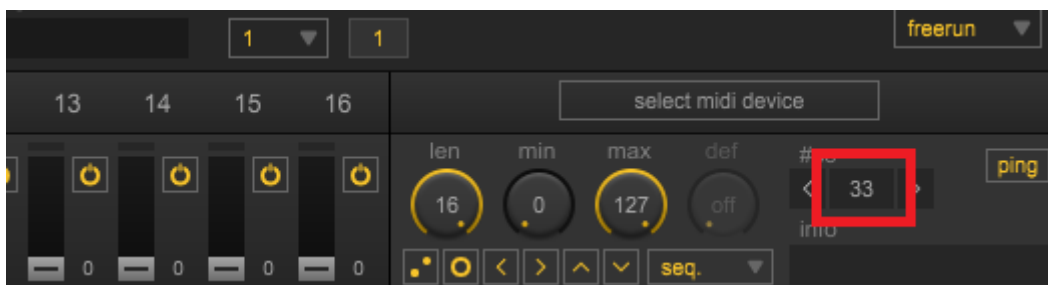 1 1 freerun
13 14 15 16 select midi device
len min max def
ping
16 0 127 off 33
info
0 0 0 0 seq.